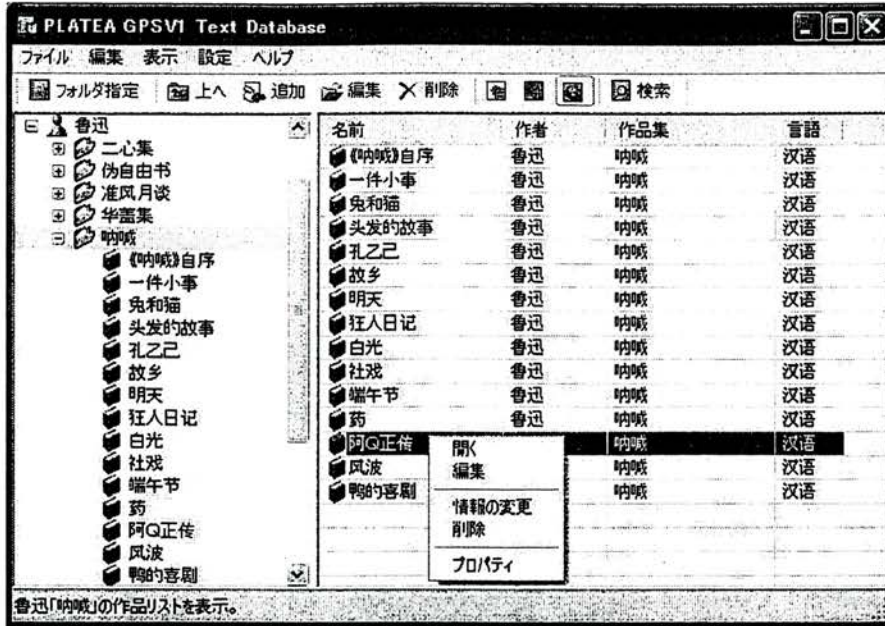 PLATEA GPSV1 Text Database
ファイル 編集 表示 設定 ヘルプ
フォルダ指定 上へ 追加 編集 削除 検索
鲁迅
二心集
伪自由书
准风月谈
华盖集
呐喊
《呐喊》自序
一件小事
兔和猫
头发的故事
孔乙己
故乡
明天
狂人日记
白光
社戏
端午节
药
阿Q正传
风波
鸭的喜剧
名前 作者 作品集 言語
《呐喊》自序 鲁迅 呐喊 汉语
一件小事 鲁迅 呐喊 汉语
兔和猫 鲁迅 呐喊 汉语
头发的故事 鲁迅 呐喊 汉语
孔乙己 鲁迅 呐喊 汉语
故乡 鲁迅 呐喊 汉语
明天 鲁迅 呐喊 汉语
狂人日记 鲁迅 呐喊 汉语
白光 鲁迅 呐喊 汉语
社戏 鲁迅 呐喊 汉语
端午节 鲁迅 呐喊 汉语
药 鲁迅 呐喊 汉语
阿Q正传 呐喊 汉语
风波 呐喊 汉语
鸭的喜剧 呐喊 汉语
開く
編集
情報の変更
削除
プロパティ
鲁迅「呐喊」の作品リストを表示。